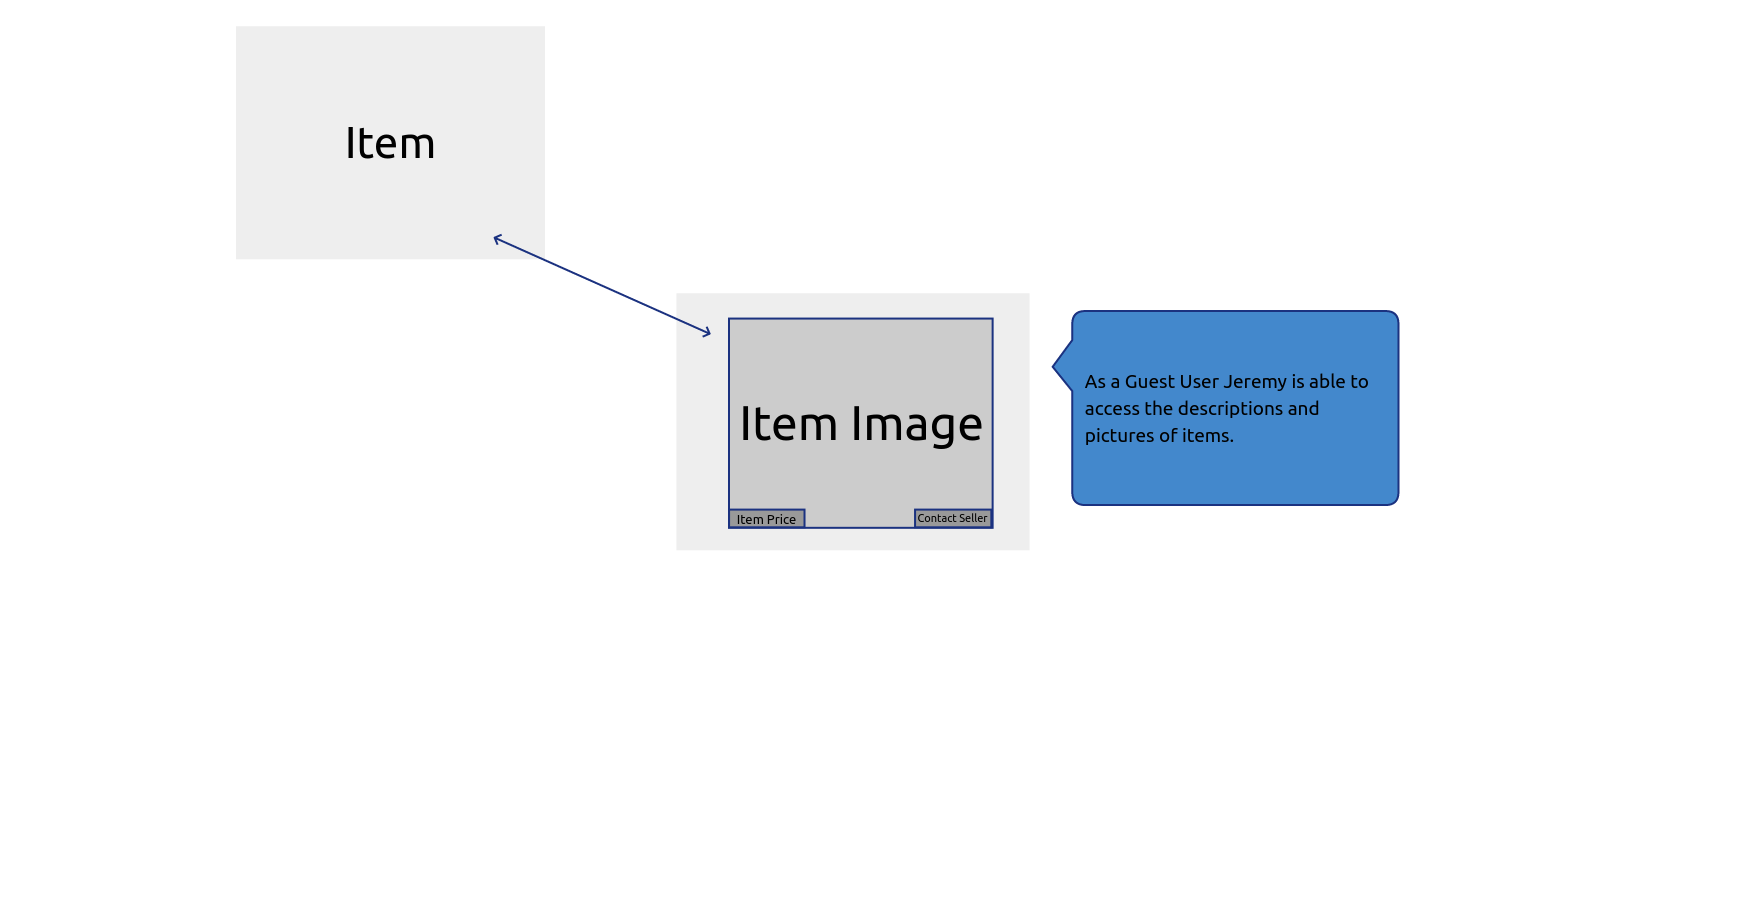 Item
Item Image
Item Price
Contact Seller
As a Guest User Jeremy is able to
access the descriptions and
pictures of items.